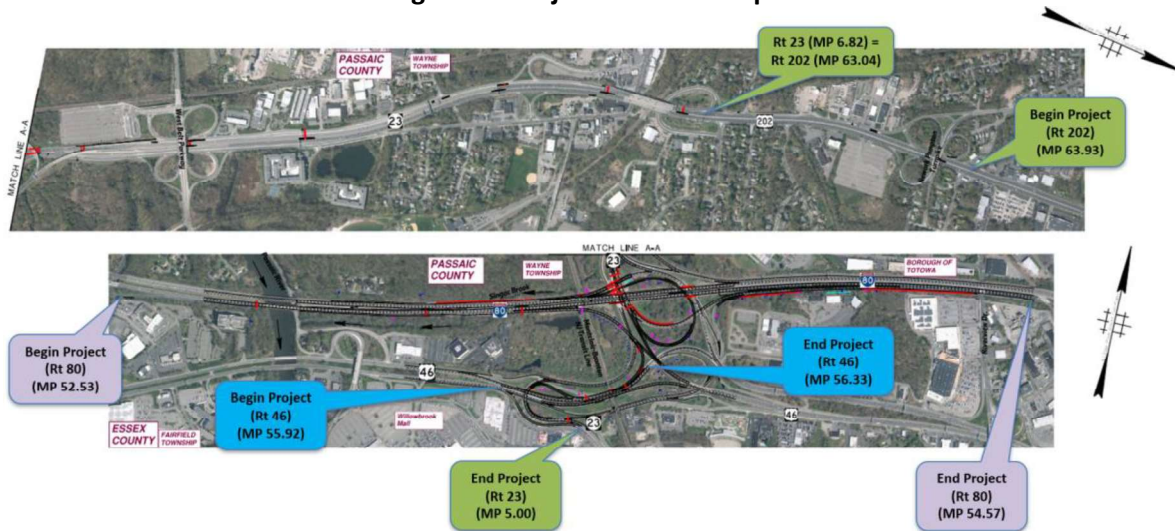 Rt 23 (MP 6.82) =
Rt 202 (MP 63.04)
PASSAIC
COUNTY
WAYNE
TOWNSHIP
Begin Project
(Rt 202)
(MP 63.93)
23
202
MATCH LINE A-A
MATCH LINE A-A
23
PASSAIC
COUNTY
WAYNE
TOWNSHIP
BOROUGH OF
TOTOWA
80
80
Begin Project
(Rt 80)
(MP 52.53)
End Project
(Rt 46)
(MP 56.33)
46
Begin Project
(Rt 46)
(MP 55.92)
46
Willowbrook
Mall
ESSEX
COUNTY
FAIRFIELD
TOWNSHIP
23
End Project
(Rt 23)
(MP 5.00)
End Project
(Rt 80)
(MP 54.57)